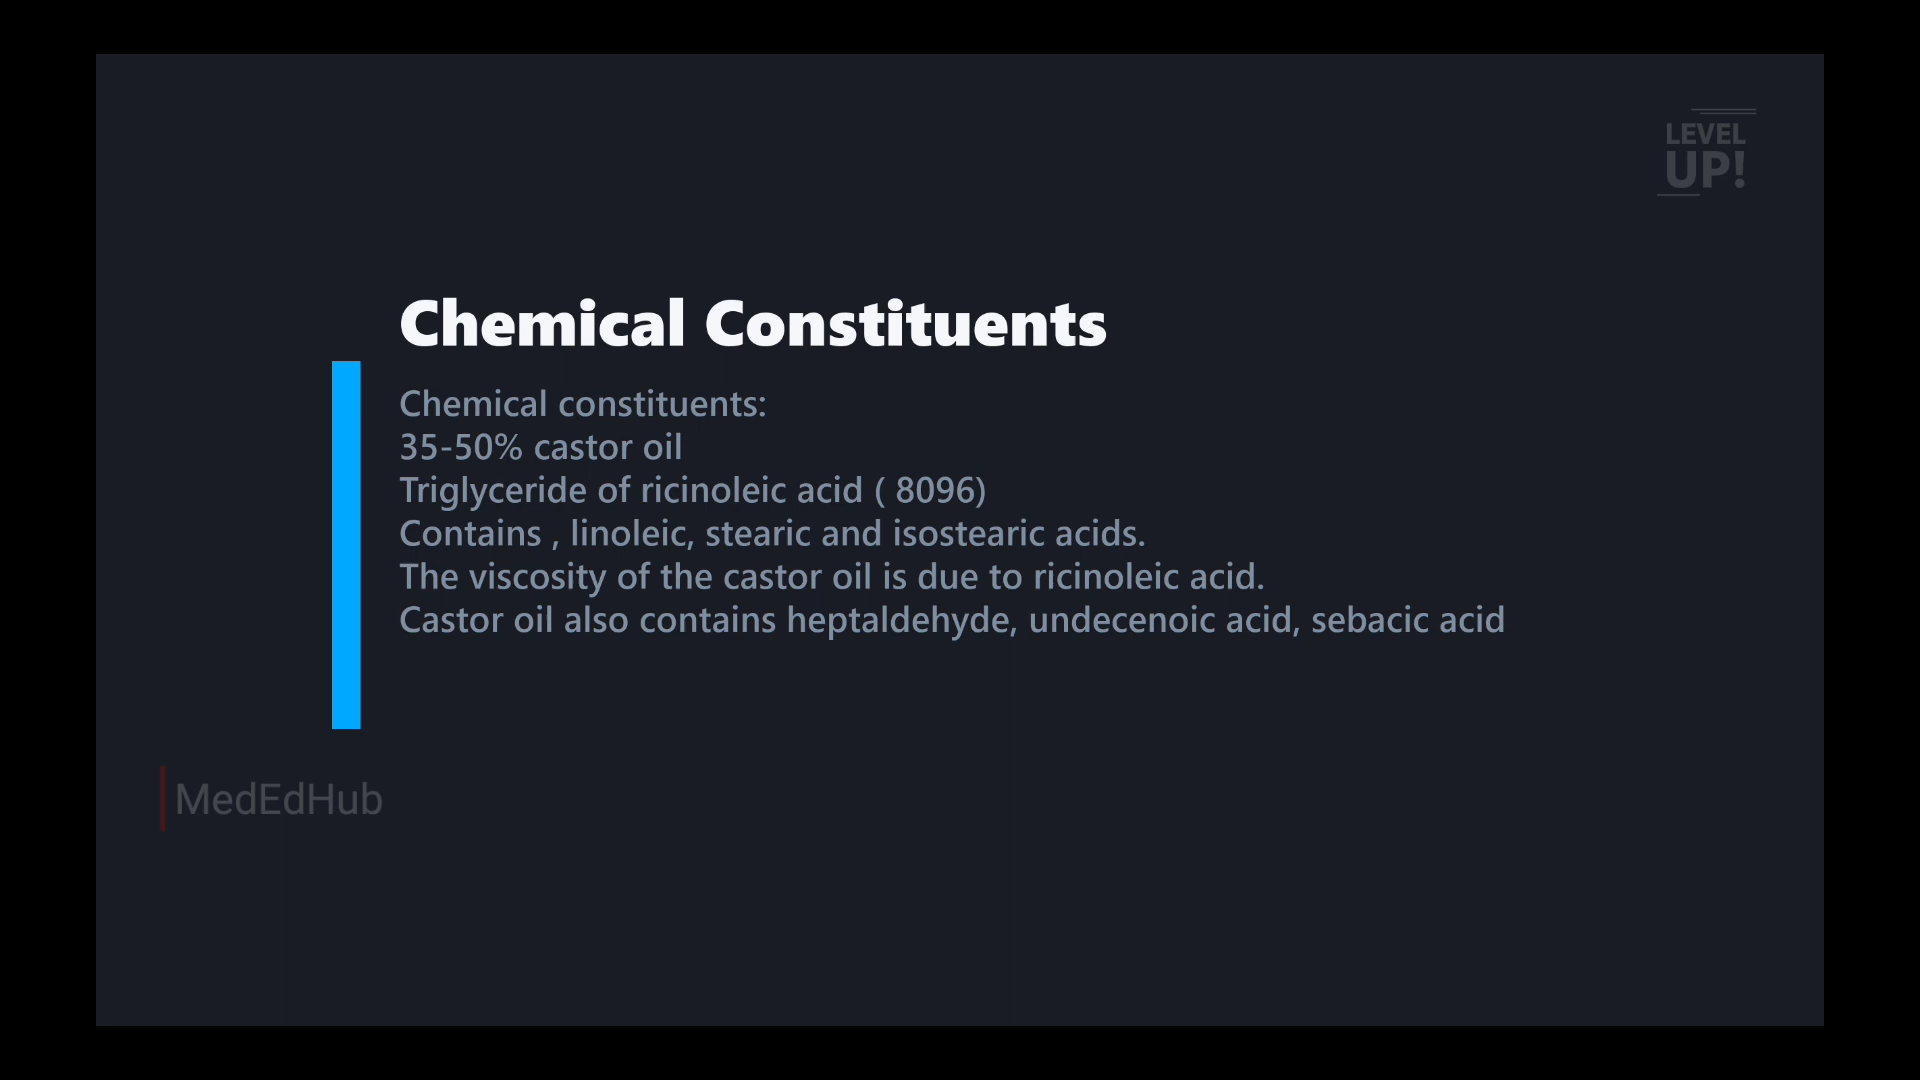 LEVEL
UP!
Chemical Constituents
Chemical constituents:
35-50% castor oil
Triglyceride of ricinoleic acid ( 8096)
Contains , linoleic, stearic and isostearic acids.
The viscosity of the castor oil is due to ricinoleic acid.
Castor oil also contains heptaldehyde, undecenoic acid, sebacic acid
MedEdHub